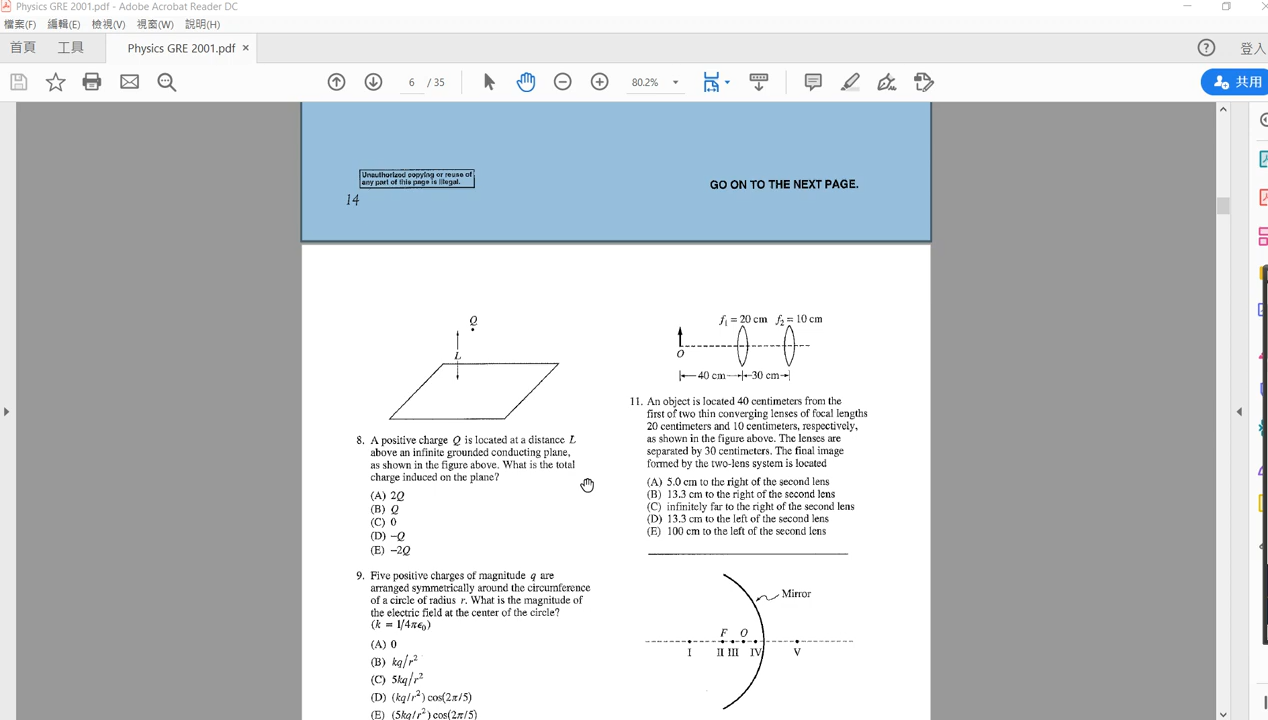 Physics GRE 2001.pdf - Adobe Acrobat Reader DC
檔案(F) 編輯(E) 檢視(V) 視窗(W) 說明(H)
首頁 工具 Physics GRE 2001.pdf × ? 登入
6 / 35 80.2% 共用
Unauthorized copying or reuse of
any part of this page is illegal.
GO ON TO THE NEXT PAGE.
14
Q
L
8. A positive charge Q is located at a distance L
above an infinite grounded conducting plane,
as shown in the figure above. What is the total
charge induced on the plane?
(A) 2Q
(B) Q
(C) 0
(D) −Q
(E) −2Q
9. Five positive charges of magnitude q are
arranged symmetrically around the circumference
of a circle of radius r. What is the magnitude of
the electric field at the center of the circle?
(k = 1/4πϵ₀)
(A) 0
(B) kq/r²
(C) 5kq/r²
(D) (kq/r²) cos(2π/5)
(E) (5kq/r²) cos(2π/5)
f₁ = 20 cm f₂ = 10 cm
O
40 cm 30 cm
11. An object is located 40 centimeters from the
first of two thin converging lenses of focal lengths
20 centimeters and 10 centimeters, respectively,
as shown in the figure above. The lenses are
separated by 30 centimeters. The final image
formed by the two-lens system is located
(A) 5.0 cm to the right of the second lens
(B) 13.3 cm to the right of the second lens
(C) infinitely far to the right of the second lens
(D) 13.3 cm to the left of the second lens
(E) 100 cm to the left of the second lens
Mirror
F O
I II III IV V